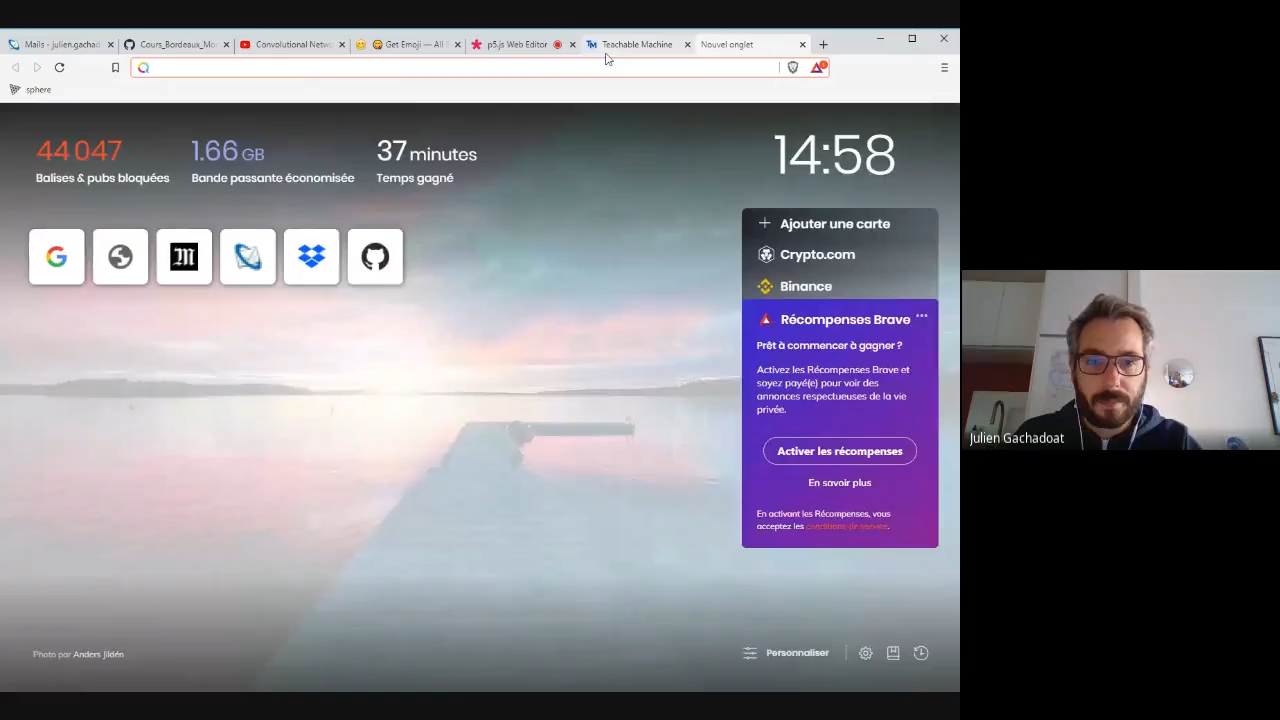 Mails - julien.gachad
Cours_Bordeaux_Mo
Convolutional Netwo
Get Emoji — All E
p5.js Web Editor
Teachable Machine
Nouvel onglet
sphere
44 047
Balises & pubs bloquées
1.66 GB
Bande passante économisée
37 minutes
Temps gagné
14:58
Ajouter une carte
Crypto.com
Binance
Récompenses Brave
Prêt à commencer à gagner ?
Activez les Récompenses Brave et
soyez payé(e) pour voir des
annonces respectueuses de la vie
privée.
Activer les récompenses
En savoir plus
En activant les Récompenses, vous
acceptez les conditions de service.
Photo par Anders Jildén
Personnaliser
Julien Gachadoat